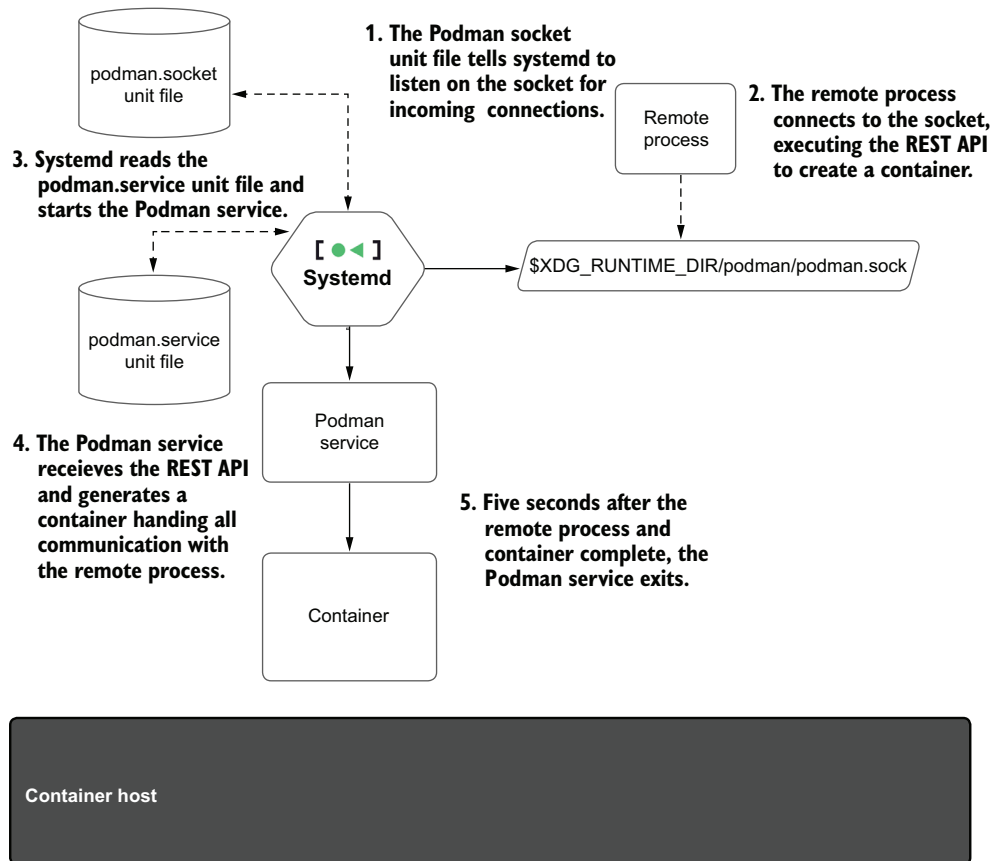 podman.socket
unit file
1. The Podman socket
unit file tells systemd to
listen on the socket for
incoming connections.
Remote
process
2. The remote process
connects to the socket,
executing the REST API
to create a container.
3. Systemd reads the
podman.service unit file and
starts the Podman service.
[ ]
Systemd
$XDG_RUNTIME_DIR/podman/podman.sock
podman.service
unit file
Podman
service
4. The Podman service
receieves the REST API
and generates a
container handing all
communication with
the remote process.
5. Five seconds after the
remote process and
container complete, the
Podman service exits.
Container
Container host